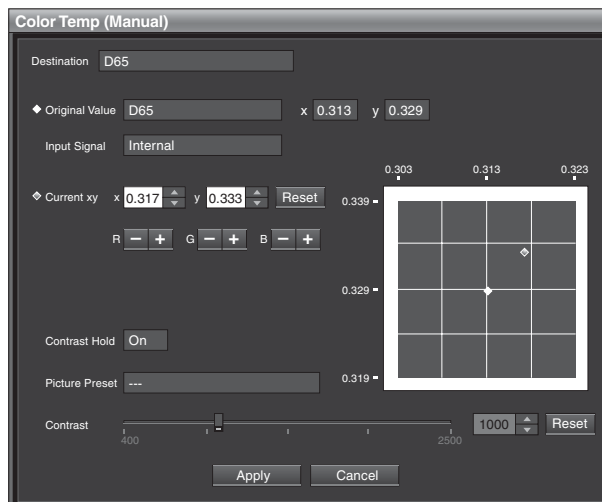 Color Temp (Manual)
Destination D65
Original Value D65 x 0.313 y 0.329
Input Signal Internal
0.303 0.313 0.323
Current xy x 0.317 y 0.333 Reset
0.339
R − + G − + B − +
0.329
Contrast Hold On
0.319
Picture Preset ---
Contrast 1000 Reset
400 2500
Apply Cancel